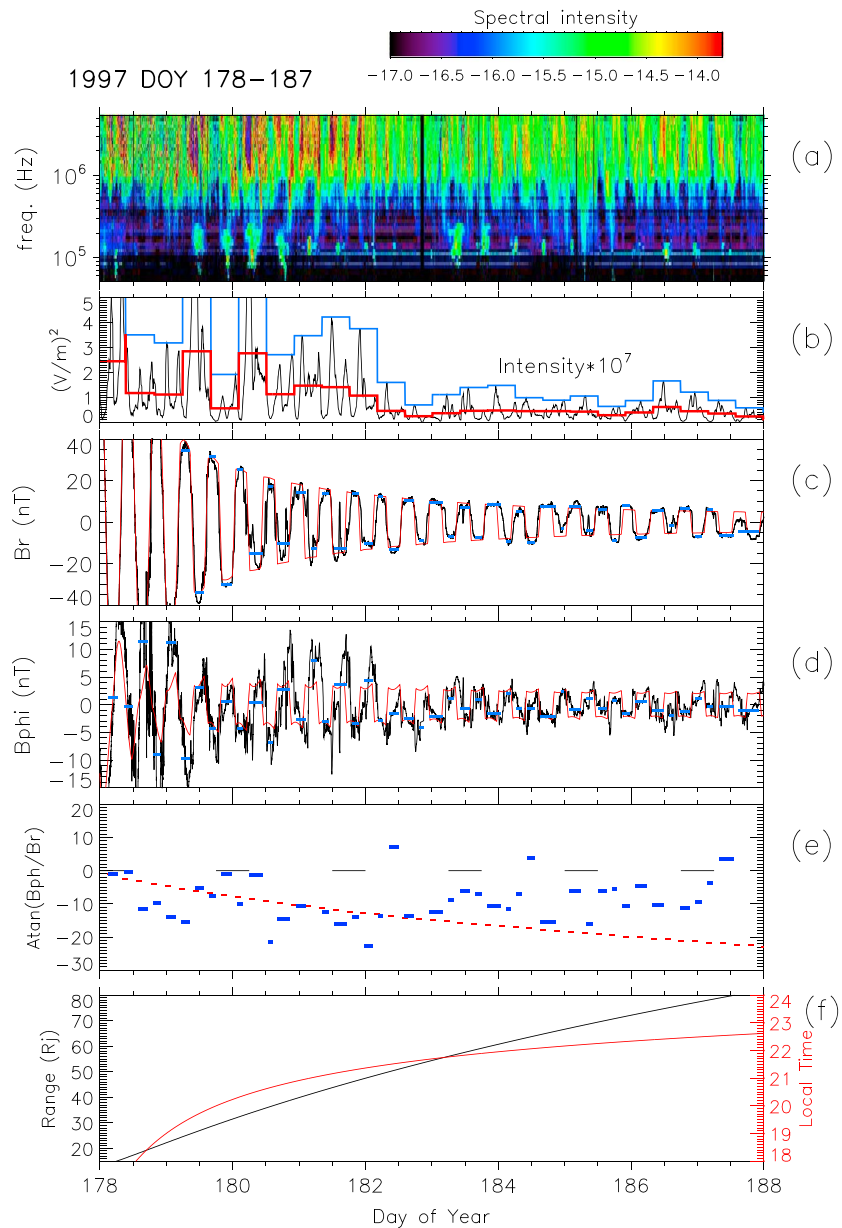 Spectral intensity
-17.0 -16.5 -16.0 -15.5 -15.0 -14.5 -14.0
1997 DOY 178-187
freq. (Hz)
10^6
10^5
(a)
(V/m)^2
5
4
3
2
1
0
Intensity*10^7
(b)
Br (nT)
40
20
0
-20
-40
(c)
Bphi (nT)
15
10
5
0
-5
-10
-15
(d)
Atan(Bph/Br)
20
10
0
-10
-20
-30
(e)
Range (Rj)
80
70
60
50
40
30
20
24
23
22
21
20
19
18
Local Time
(f)
178 180 182 184 186 188
Day of Year